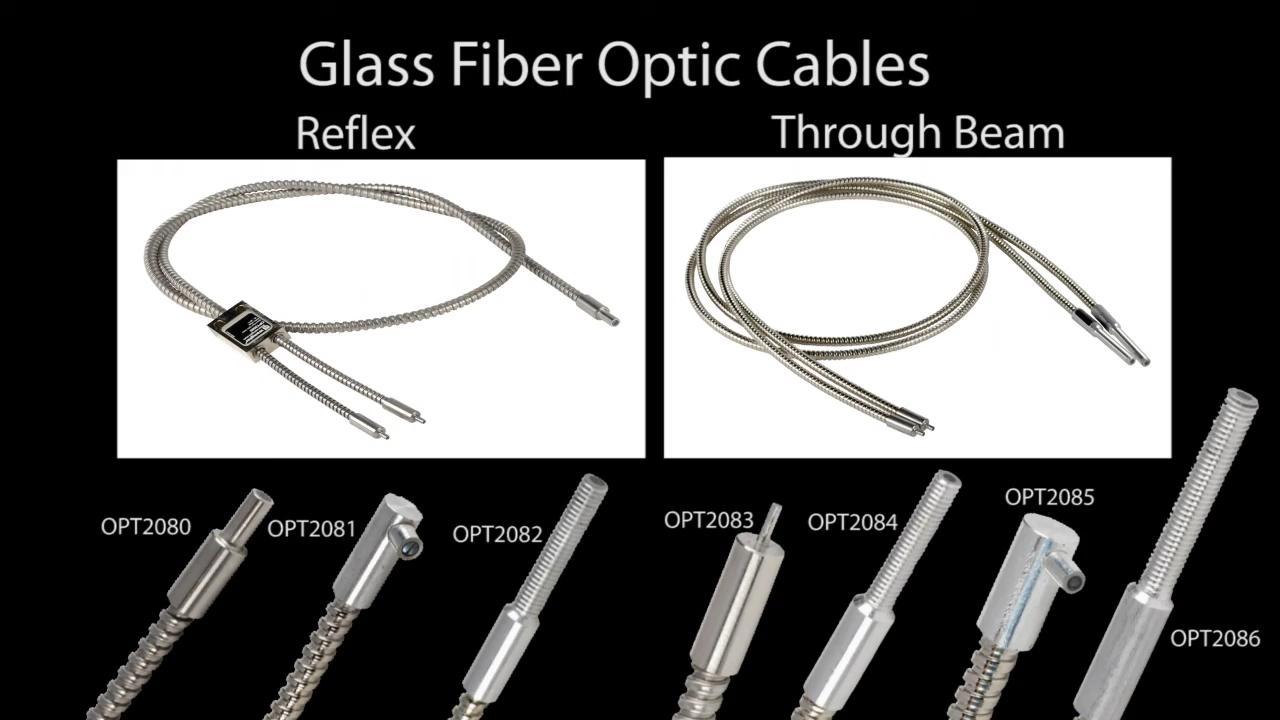 Glass Fiber Optic Cables
Reflex
Through Beam
OPT2080
OPT2081
OPT2082
OPT2083
OPT2084
OPT2085
OPT2086